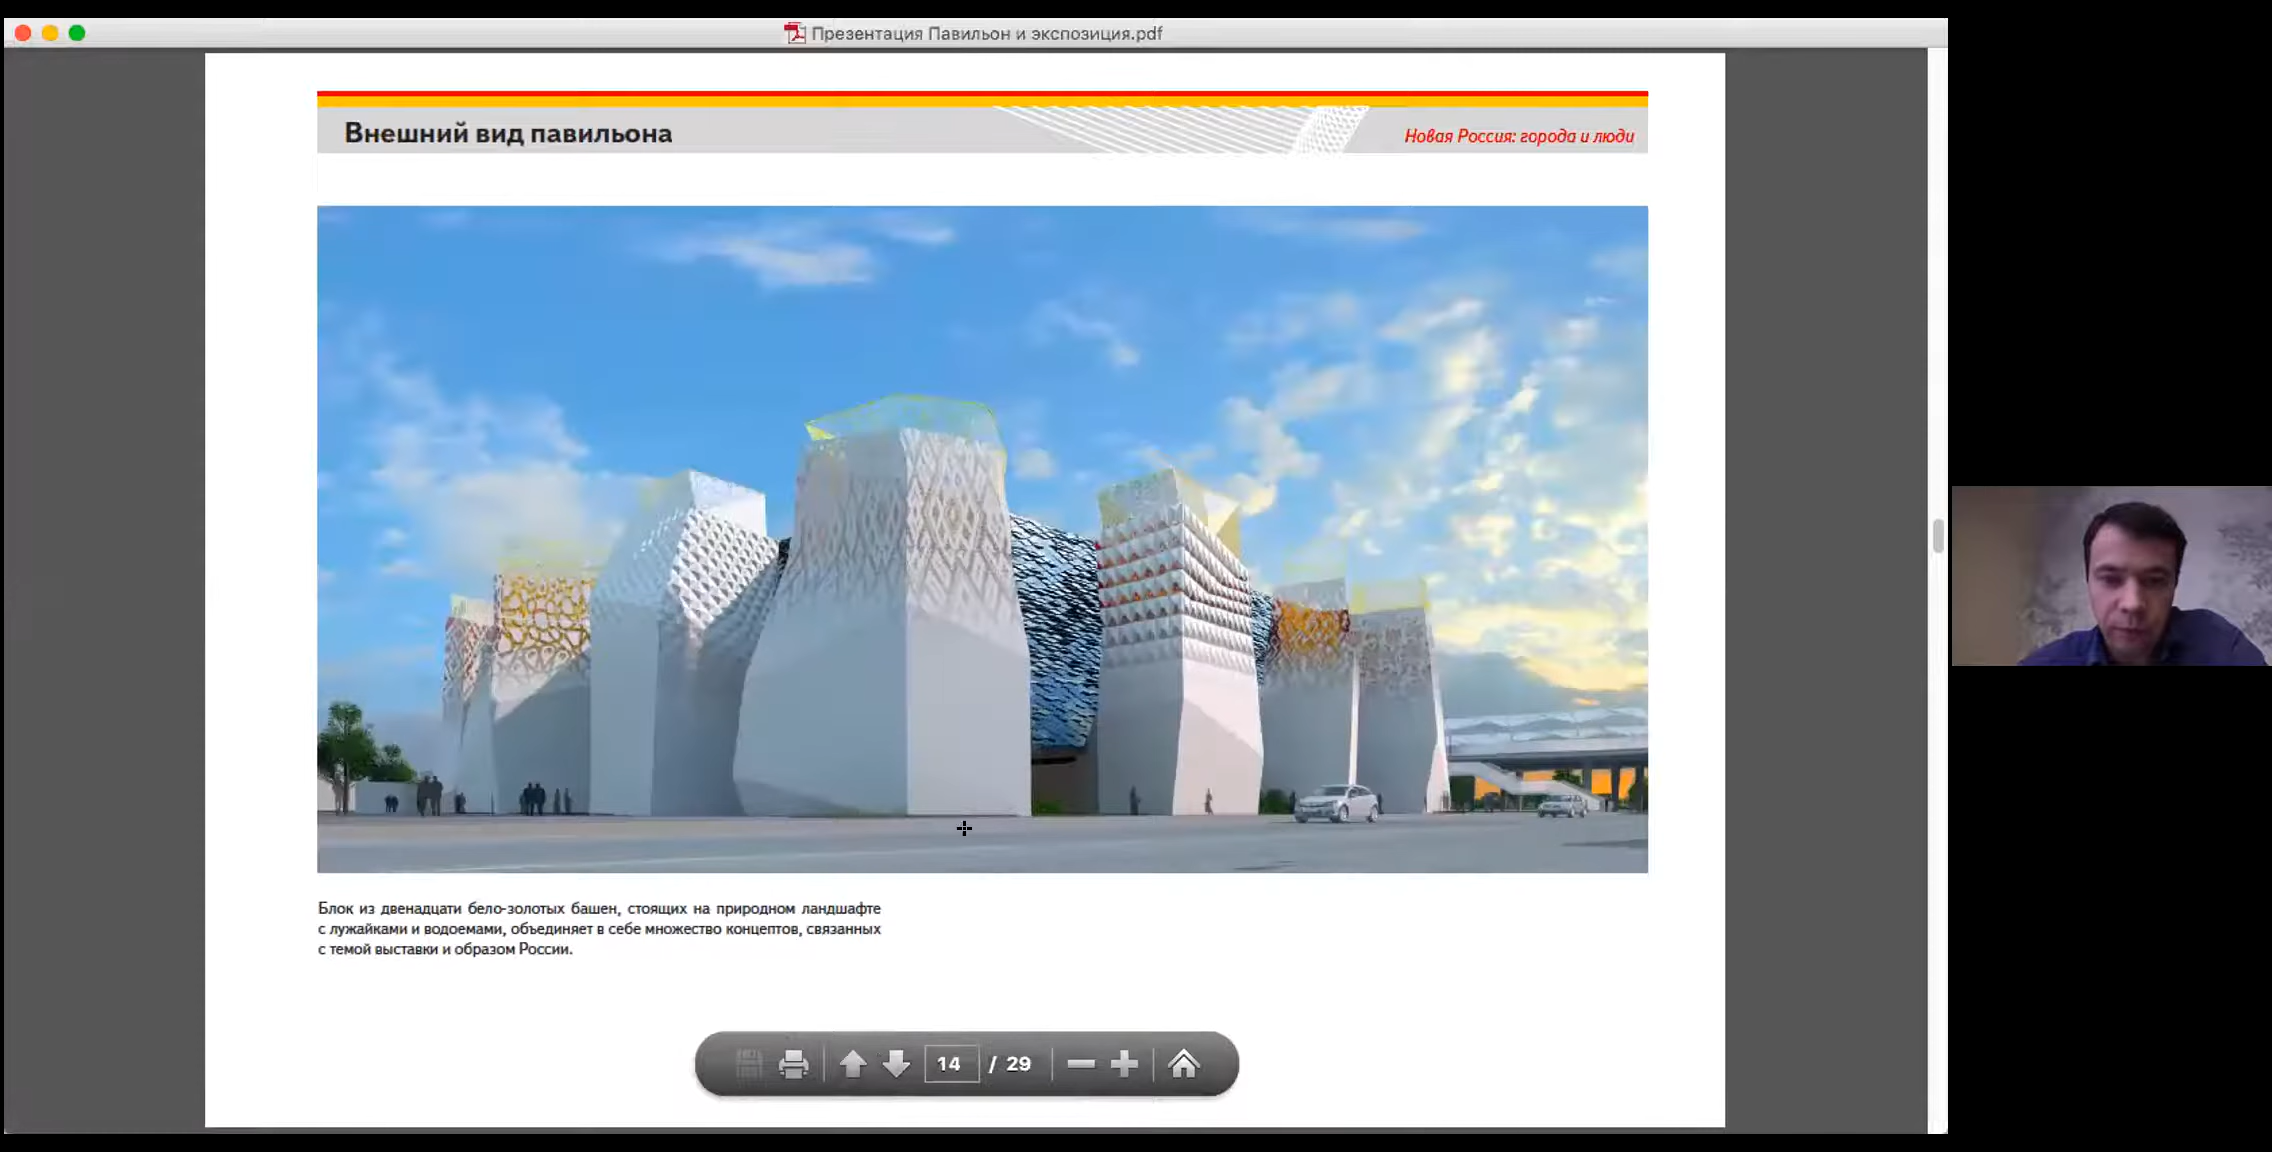 Презентация Павильон и экспозиция.pdf
Внешний вид павильона
Новая Россия: города и люди
Блок из двенадцати бело-золотых башен, стоящих на природном ландшафте
с лужайками и водоемами, объединяет в себе множество концептов, связанных
с темой выставки и образом России.
14 / 29